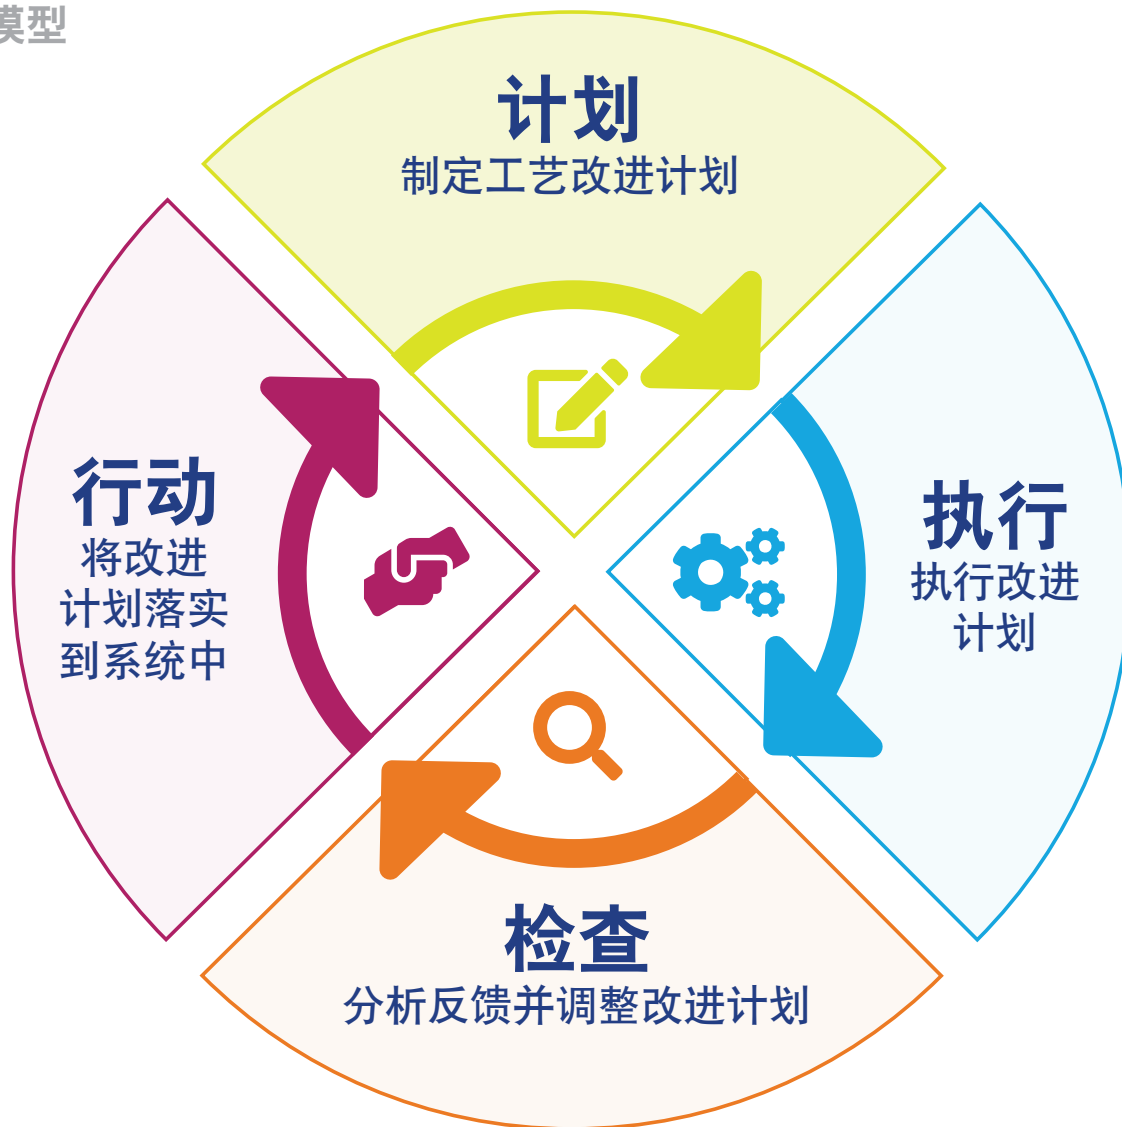 模型
计划
制定工艺改进计划
执行
执行改进
计划
检查
分析反馈并调整改进计划
行动
将改进
计划落实
到系统中